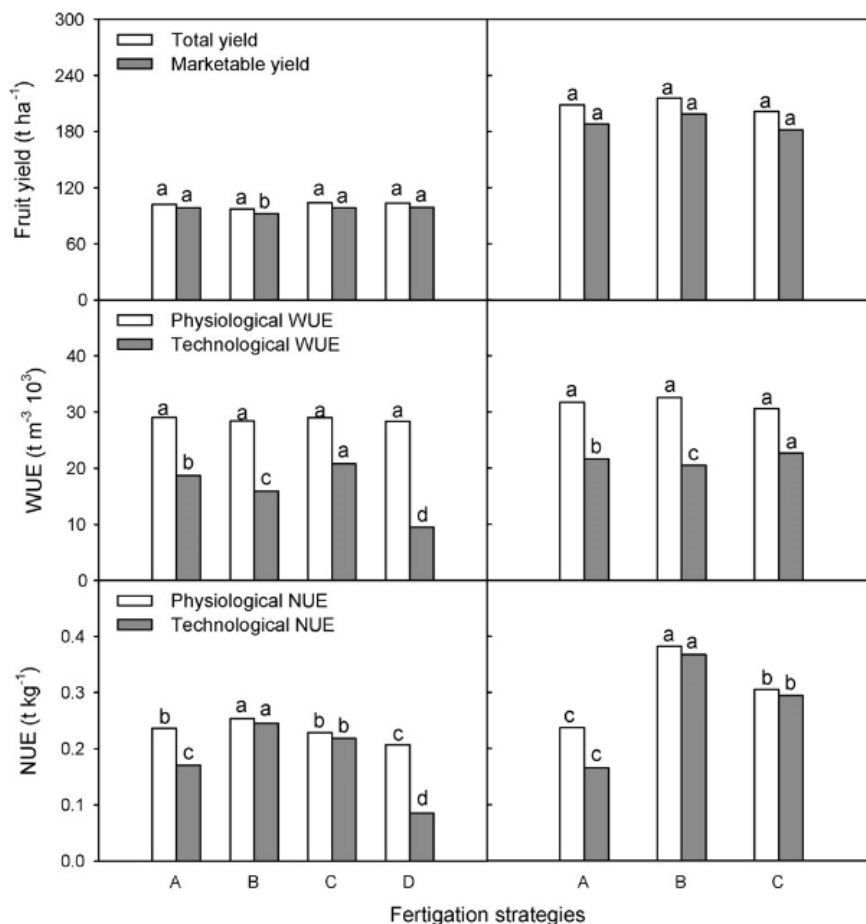 300
240
180
120
60
0
Fruit yield (t ha⁻¹)
Total yield
Marketable yield
a a a b a a a a
a a a a a a
40
30
20
10
0
WUE (t m⁻³ 10³)
Physiological WUE
Technological WUE
a b a c a a a d
a b a c a a
0.4
0.3
0.2
0.1
0.0
NUE (t kg⁻¹)
Physiological NUE
Technological NUE
b c a a b b c d
c c a a b b
A B C D A B C
Fertigation strategies